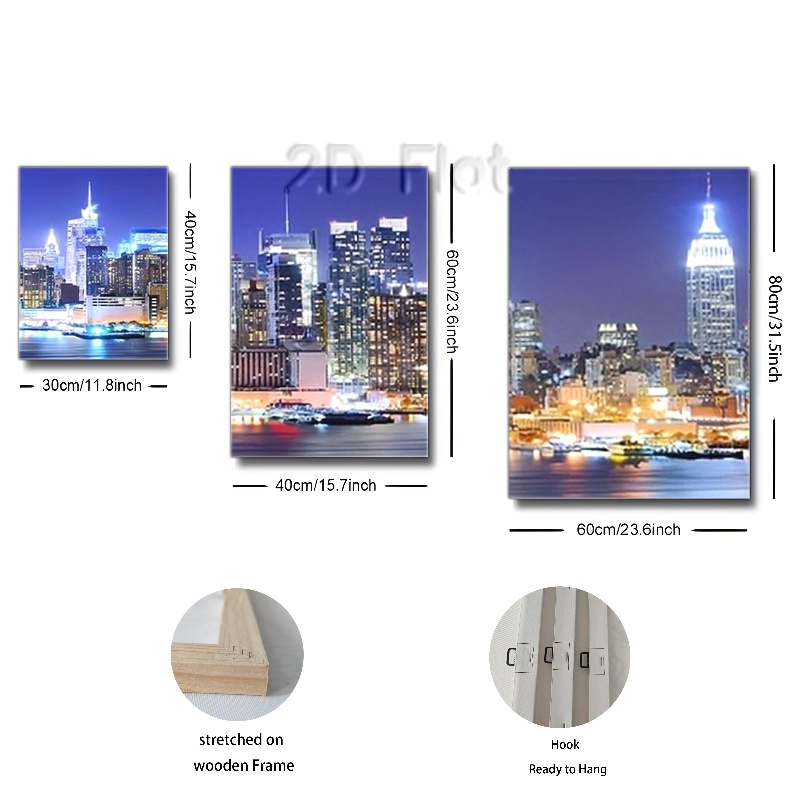 2D Flat
40cm/15.7inch
60cm/23.6inch
80cm/31.5inch
30cm/11.8inch
40cm/15.7inch
60cm/23.6inch
stretched on
wooden Frame
Hook
Ready to Hang